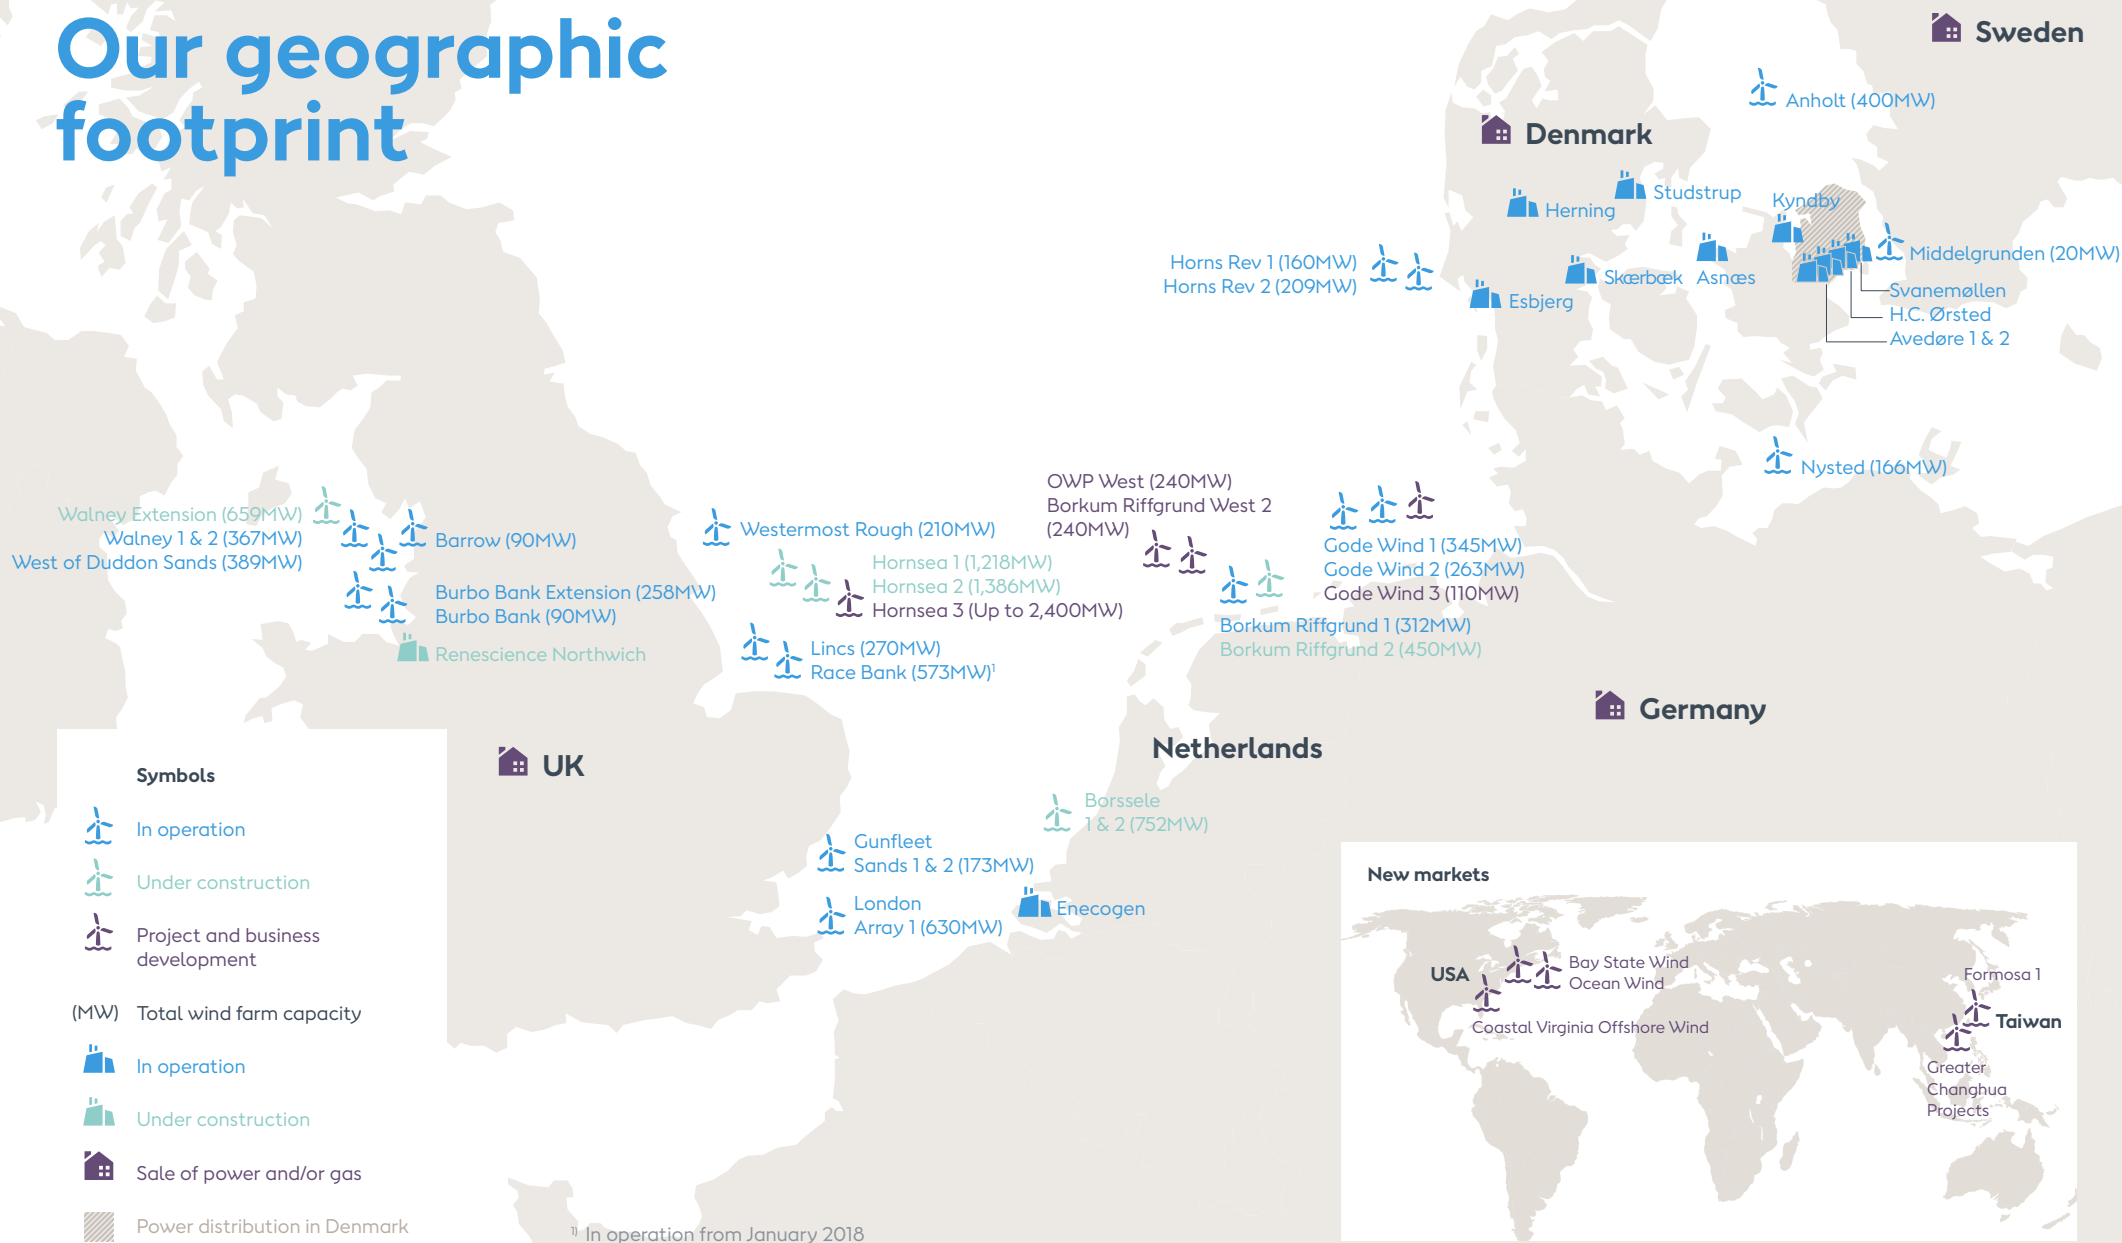 Our geographic
footprint
Sweden
Anholt (400MW)
Denmark
Studstrup
Kyndby
Herning
Middelgrunden (20MW)
Horns Rev 1 (160MW)
Horns Rev 2 (209MW)
Skærbæk
Asnæs
Esbjerg
Svanemøllen
H.C. Ørsted
Avedøre 1 & 2
Nysted (166MW)
Walney Extension (659MW)
Walney 1 & 2 (367MW)
West of Duddon Sands (389MW)
Barrow (90MW)
Burbo Bank Extension (258MW)
Burbo Bank (90MW)
Renescience Northwich
Westermost Rough (210MW)
Hornsea 1 (1,218MW)
Hornsea 2 (1,386MW)
Hornsea 3 (Up to 2,400MW)
Lincs (270MW)
Race Bank (573MW)¹
OWP West (240MW)
Borkum Riffgrund West 2
(240MW)
Gode Wind 1 (345MW)
Gode Wind 2 (263MW)
Gode Wind 3 (110MW)
Borkum Riffgrund 1 (312MW)
Borkum Riffgrund 2 (450MW)
Germany
Netherlands
UK
Borssele
1 & 2 (752MW)
Gunfleet
Sands 1 & 2 (173MW)
London
Array 1 (630MW)
Enecogen
Symbols
In operation
Under construction
Project and business
development
(MW) Total wind farm capacity
In operation
Under construction
Sale of power and/or gas
Power distribution in Denmark
¹⁾ In operation from January 2018
New markets
USA
Bay State Wind
Ocean Wind
Coastal Virginia Offshore Wind
Formosa 1
Taiwan
Greater
Changhua
Projects